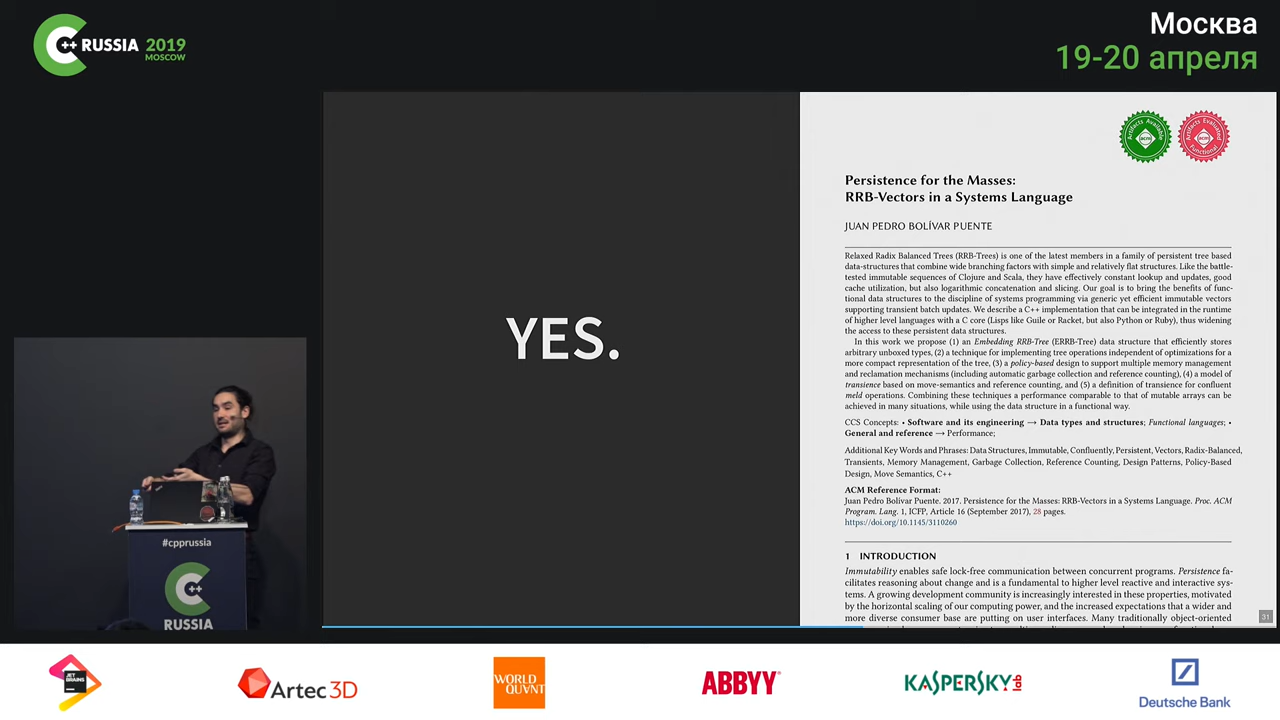 C++ RUSSIA 2019
MOSCOW
Москва
19-20 апреля
YES.
Artifacts Available
acm
Artifacts Evaluated
acm
Functional
Persistence for the Masses:
RRB-Vectors in a Systems Language
JUAN PEDRO BOLÍVAR PUENTE
Relaxed Radix Balanced Trees (RRB-Trees) is one of the latest members in a family of persistent tree based
data-structures that combine wide branching factors with simple and relatively flat structures. Like the battle-
tested immutable sequences of Clojure and Scala, they have effectively constant lookup and updates, good
cache utilization, but also logarithmic concatenation and slicing. Our goal is to bring the benefits of func-
tional data structures to the discipline of systems programming via generic yet efficient immutable vectors
supporting transient batch updates. We describe a C++ implementation that can be integrated in the runtime
of higher level languages with a C core (Lisps like Guile or Racket, but also Python or Ruby), thus widening
the access to these persistent data structures.
In this work we propose (1) an Embedding RRB-Tree (ERRB-Tree) data structure that efficiently stores
arbitrary unboxed types, (2) a technique for implementing tree operations independent of optimizations for a
more compact representation of the tree, (3) a policy-based design to support multiple memory management
and reclamation mechanisms (including automatic garbage collection and reference counting), (4) a model of
transience based on move-semantics and reference counting, and (5) a definition of transience for confluent
meld operations. Combining these techniques a performance comparable to that of mutable arrays can be
achieved in many situations, while using the data structure in a functional way.
CCS Concepts: • Software and its engineering → Data types and structures; Functional languages; •
General and reference → Performance;
Additional Key Words and Phrases: Data Structures, Immutable, Confluently, Persistent, Vectors, Radix-Balanced,
Transients, Memory Management, Garbage Collection, Reference Counting, Design Patterns, Policy-Based
Design, Move Semantics, C++
ACM Reference Format:
Juan Pedro Bolívar Puente. 2017. Persistence for the Masses: RRB-Vectors in a Systems Language. Proc. ACM
Program. Lang. 1, ICFP, Article 16 (September 2017), 28 pages.
https://doi.org/10.1145/3110260
1 INTRODUCTION
Immutability enables safe lock-free communication between concurrent programs. Persistence fa-
cilitates reasoning about change and is a fundamental to higher level reactive and interactive sys-
tems. A growing development community is increasingly interested in these properties, motivated
by the horizontal scaling of our computing power, and the increased expectations that a wider and
more diverse consumer base are putting on user interfaces. Many traditionally object-oriented
31
#cpprussia
C++
RUSSIA
JET
BRAINS
Artec 3D
WORLD
QUANT
ABBYY®
KASPERSKY lab
Deutsche Bank